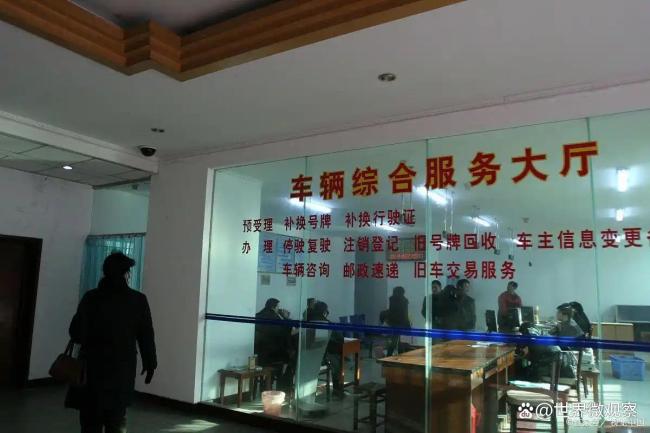 车辆综合服务大厅
预受理 补换号牌 补换行驶证
办 理 停驶复驶 注销登记 旧号牌回收 车主信息变更
车辆咨询 邮政速递 旧车交易服务
@世界微观察